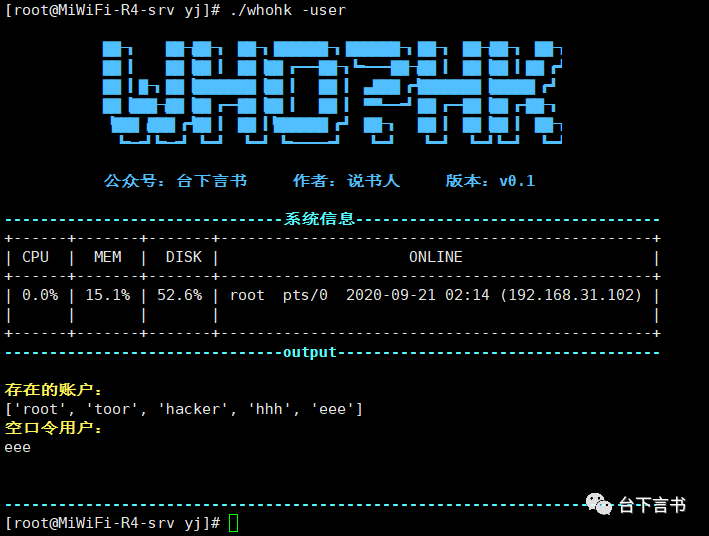 [root@MiWiFi-R4-srv yj]# ./whohk -user
WHO?HK
公众号：台下言书 作者：说书人 版本：v0.1
-------------------------------系统信息----------------------------------
+------+-------+-------+------------------------------------------------+
| CPU | MEM | DISK | ONLINE |
+------+-------+-------+------------------------------------------------+
| 0.0% | 15.1% | 52.6% | root pts/0 2020-09-21 02:14 (192.168.31.102) |
| | | | |
+------+-------+-------+------------------------------------------------+
-------------------------------output------------------------------------
存在的账户：
['root', 'toor', 'hacker', 'hhh', 'eee']
空口令用户：
eee
-------------------------------------------------------------------------
台下言书
[root@MiWiFi-R4-srv yj]#